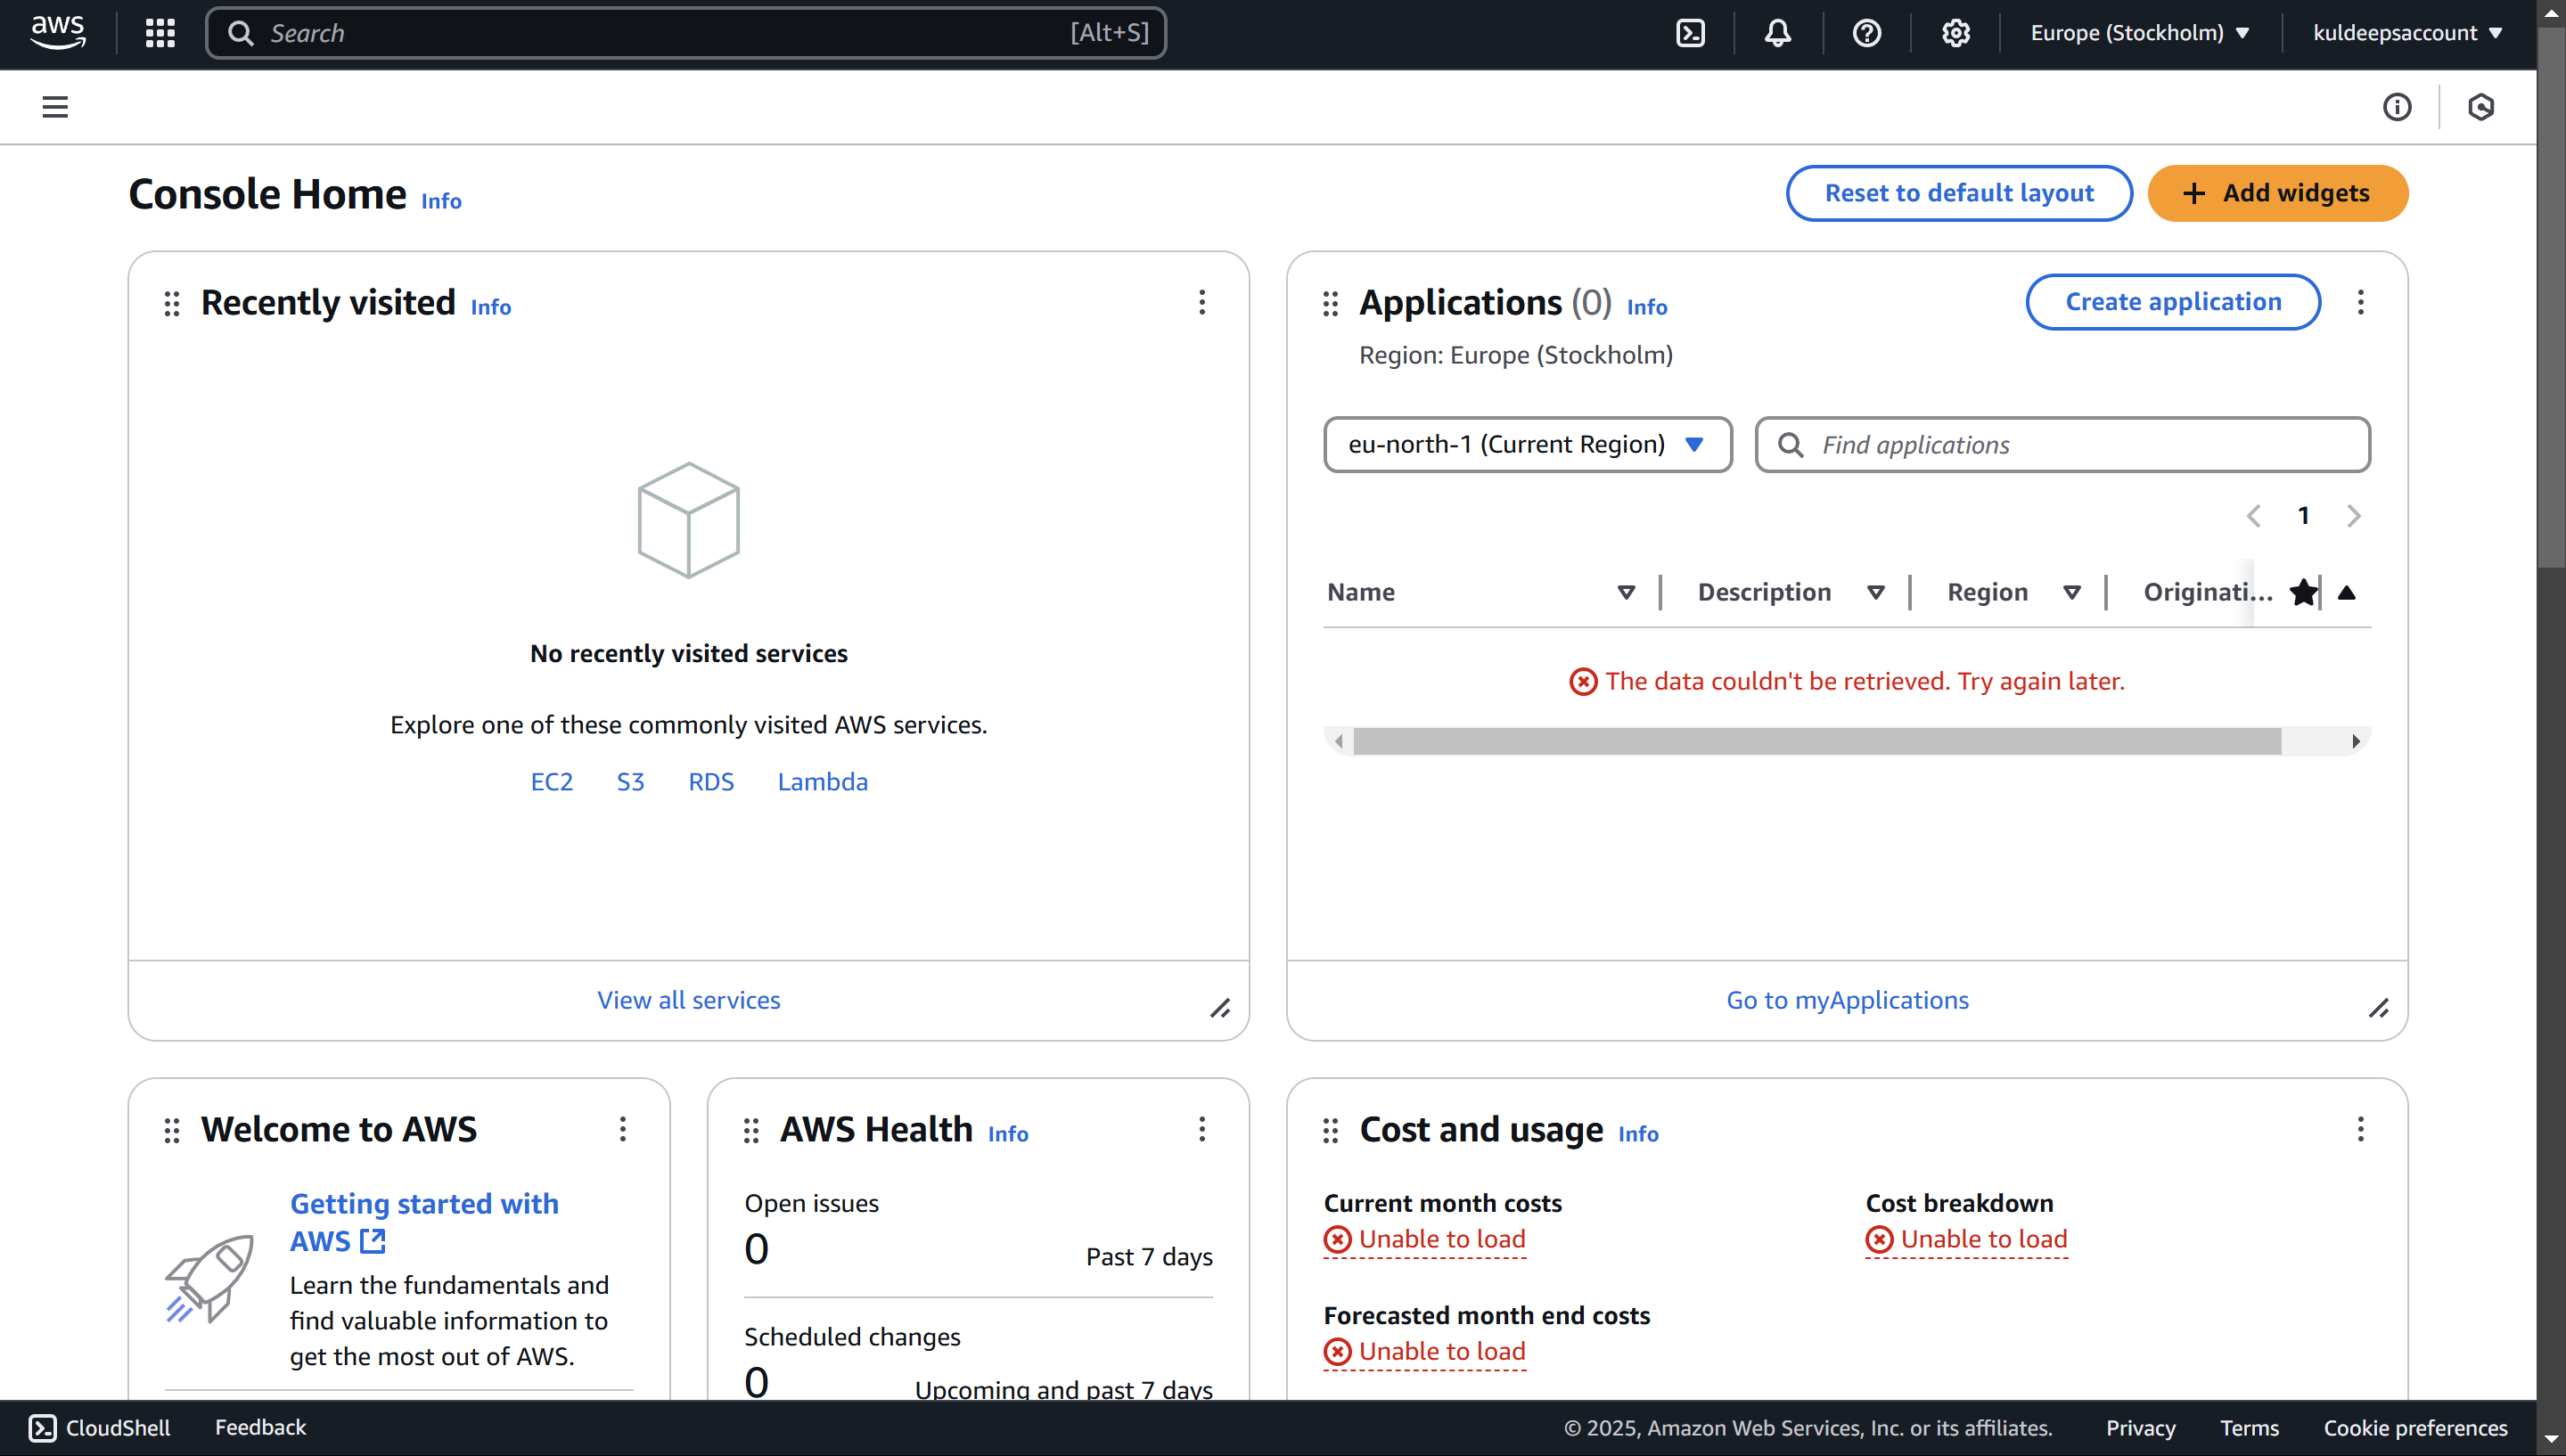 aws
Search [Alt+S]
Europe (Stockholm)
kuldeepsaccount
Console Home Info
Reset to default layout
Add widgets
Recently visited Info
No recently visited services
Explore one of these commonly visited AWS services.
EC2 S3 RDS Lambda
View all services
Applications (0) Info
Create application
Region: Europe (Stockholm)
eu-north-1 (Current Region)
Find applications
1
Name Description Region Originati...
The data couldn't be retrieved. Try again later.
Go to myApplications
Welcome to AWS
Getting started with
AWS
Learn the fundamentals and
find valuable information to
get the most out of AWS.
AWS Health Info
Open issues
0 Past 7 days
Scheduled changes
0 Upcoming and past 7 days
Cost and usage Info
Current month costs
Unable to load
Cost breakdown
Unable to load
Forecasted month end costs
Unable to load
CloudShell
Feedback
© 2025, Amazon Web Services, Inc. or its affiliates.
Privacy
Terms
Cookie preferences